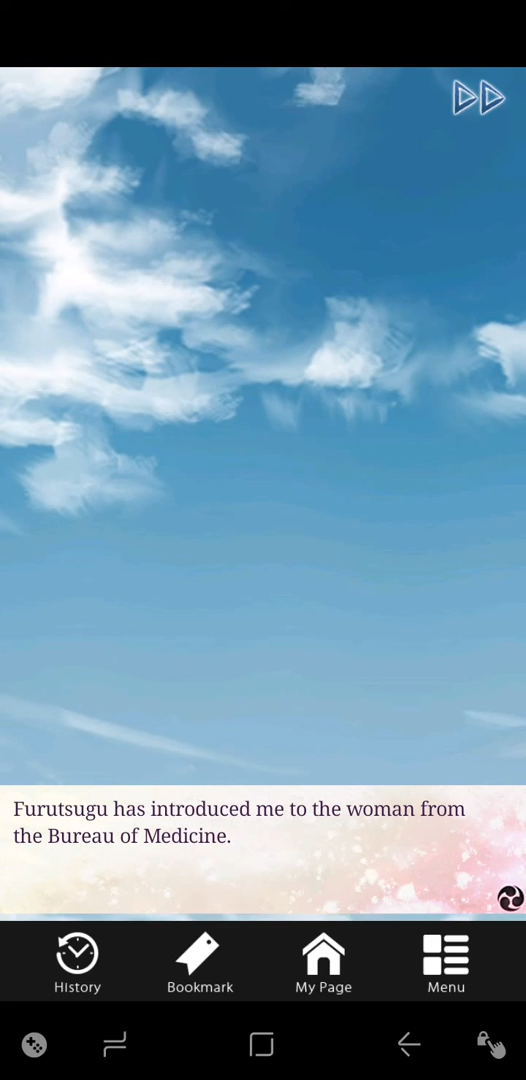 Furutsugu has introduced me to the woman from
the Bureau of Medicine.
History
Bookmark
My Page
Menu